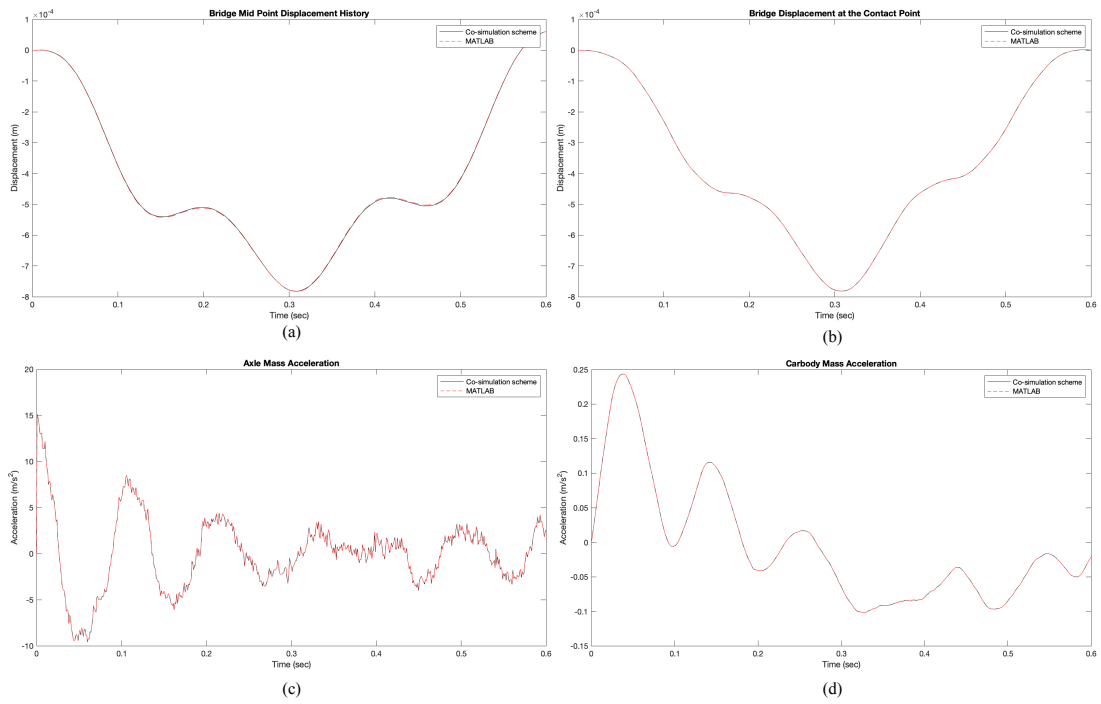 Bridge Mid Point Displacement History
×10⁻⁴
1
0
-1
-2
-3
-4
-5
-6
-7
-8
Displacement (m)
Co-simulation scheme
MATLAB
0 0.1 0.2 0.3 0.4 0.5 0.6
Time (sec)
(a)
Bridge Displacement at the Contact Point
×10⁻⁴
1
0
-1
-2
-3
-4
-5
-6
-7
-8
Displacement (m)
Co-simulation scheme
MATLAB
0 0.1 0.2 0.3 0.4 0.5 0.6
Time (sec)
(b)
Axle Mass Acceleration
20
15
10
5
0
-5
-10
Acceleration (m/s²)
Co-simulation scheme
MATLAB
0 0.1 0.2 0.3 0.4 0.5 0.6
Time (sec)
(c)
Carbody Mass Acceleration
0.25
0.2
0.15
0.1
0.05
0
-0.05
-0.1
-0.15
Acceleration (m/s²)
Co-simulation scheme
MATLAB
0 0.1 0.2 0.3 0.4 0.5 0.6
Time (sec)
(d)